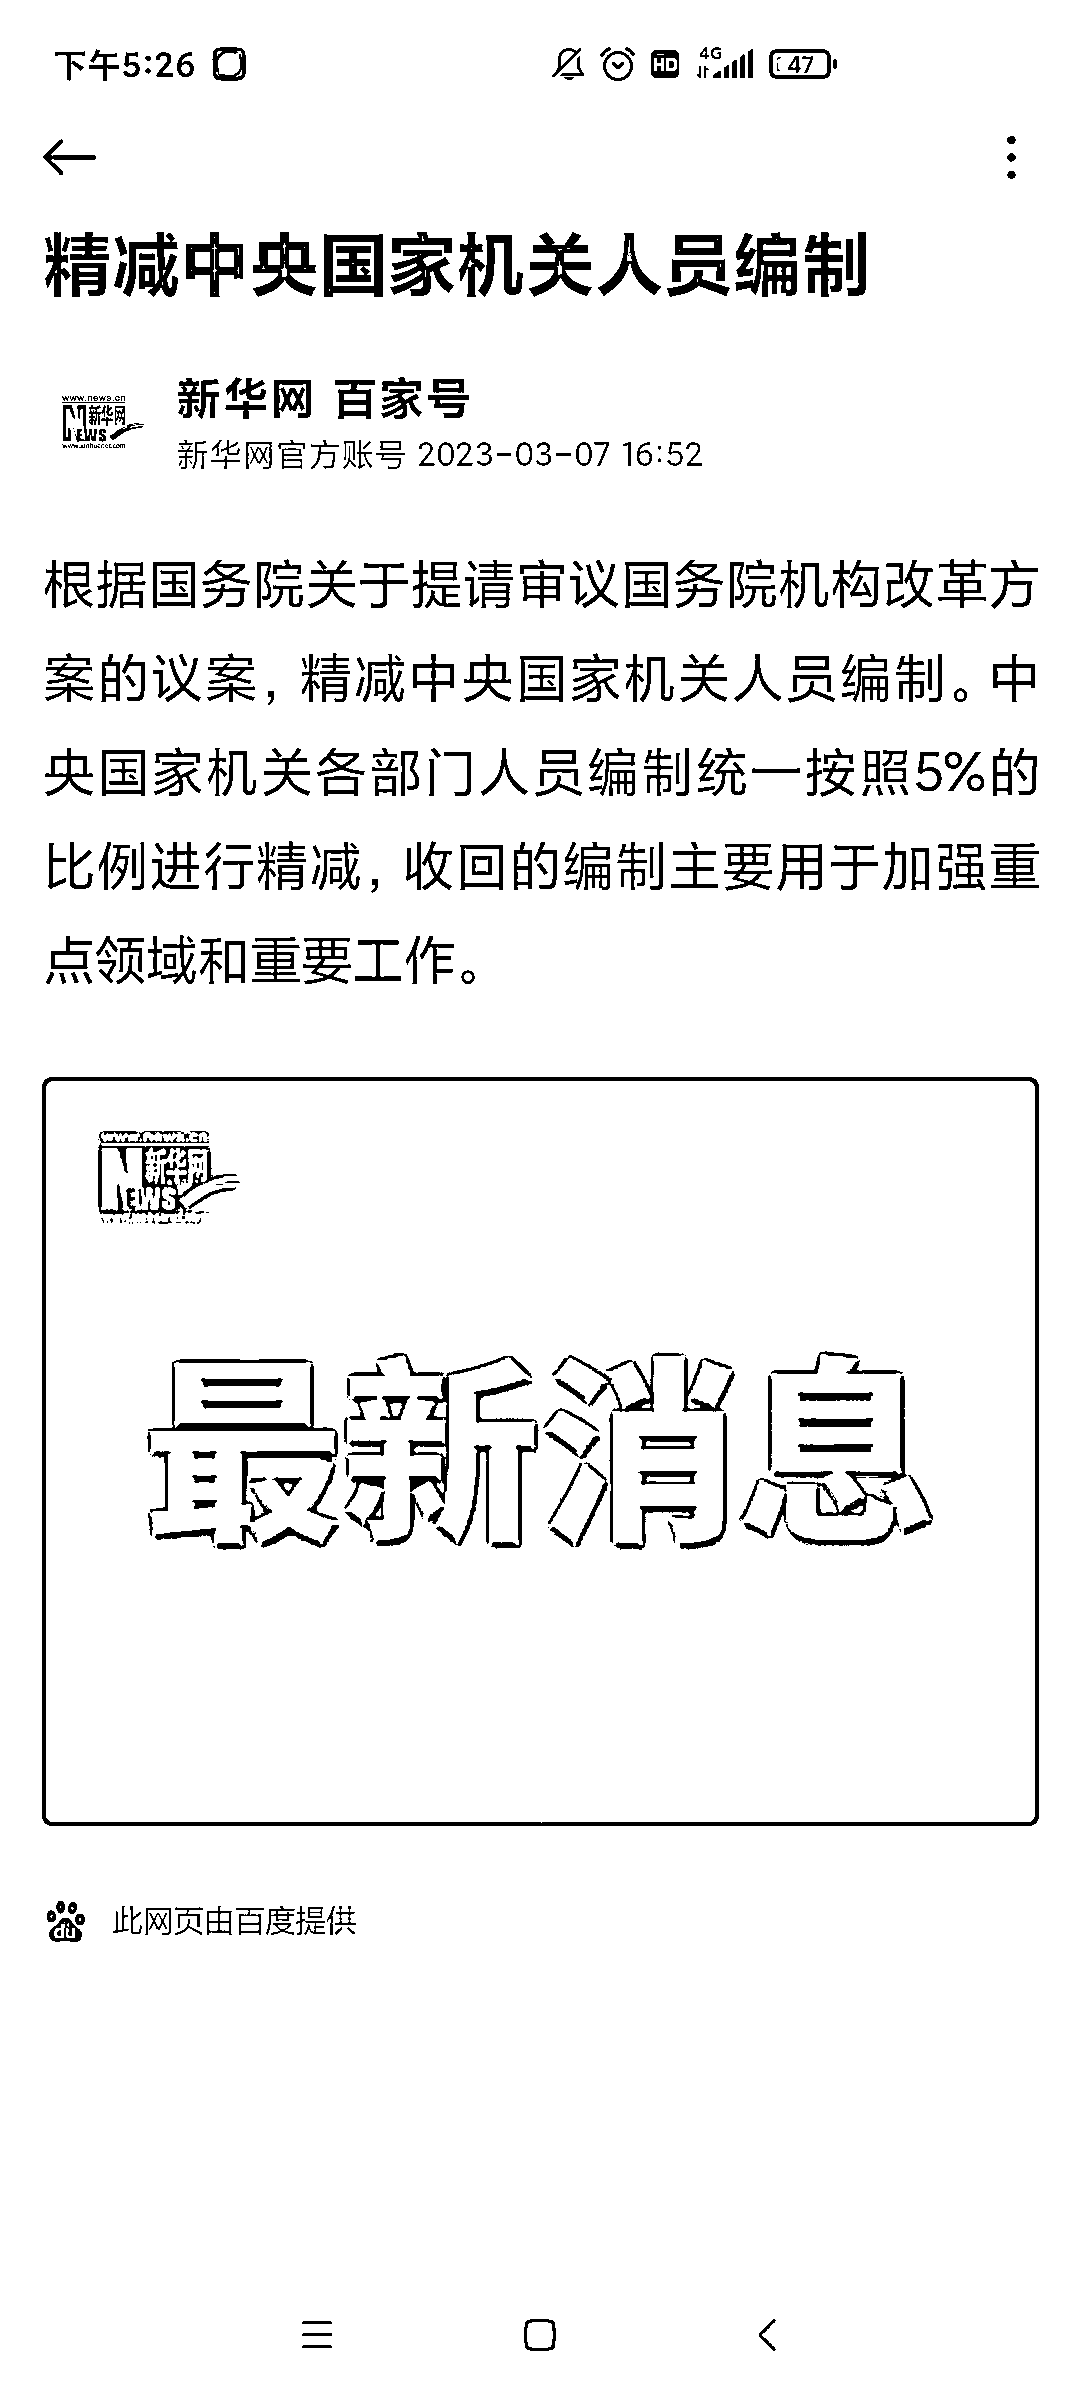 下午5:26 HD 4G 47
精减中央国家机关人员编制
www.news.cn
新华网
NEWS
www.xinhuanet.com
新华网 百家号
新华网官方账号 2023-03-07 16:52
根据国务院关于提请审议国务院机构改革方
案的议案，精减中央国家机关人员编制。中
央国家机关各部门人员编制统一按照5%的
比例进行精减，收回的编制主要用于加强重
点领域和重要工作。
www.news.cn
新华网
NEWS
最新消息
du 此网页由百度提供